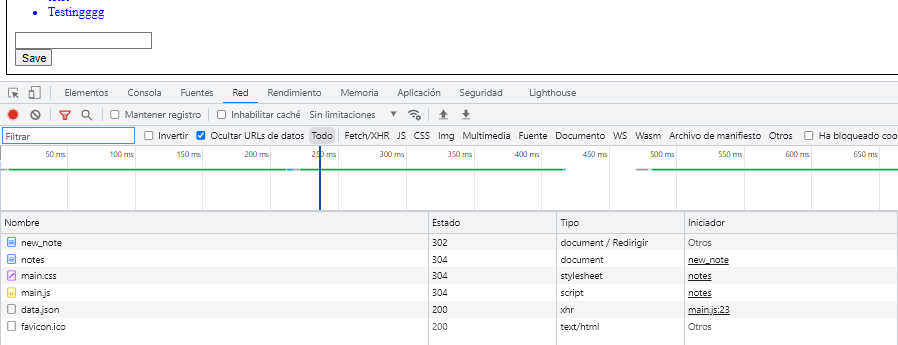 Testingggg
Save
Elementos Consola Fuentes Red Rendimiento Memoria Aplicación Seguridad Lighthouse
Mantener registro Inhabilitar caché Sin limitaciones
Filtrar Invertir Ocultar URLs de datos Todo Fetch/XHR JS CSS Img Multimedia Fuente Documento WS Wasm Archivo de manifiesto Otros Ha bloqueado coo
50 ms 100 ms 150 ms 200 ms 250 ms 300 ms 350 ms 400 ms 450 ms 500 ms 550 ms 600 ms 650 ms
Nombre Estado Tipo Iniciador
new_note 302 document / Redirigir Otros
notes 304 document new_note
main.css 304 stylesheet notes
main.js 304 script notes
data.json 200 xhr main.js:23
favicon.ico 200 text/html Otros